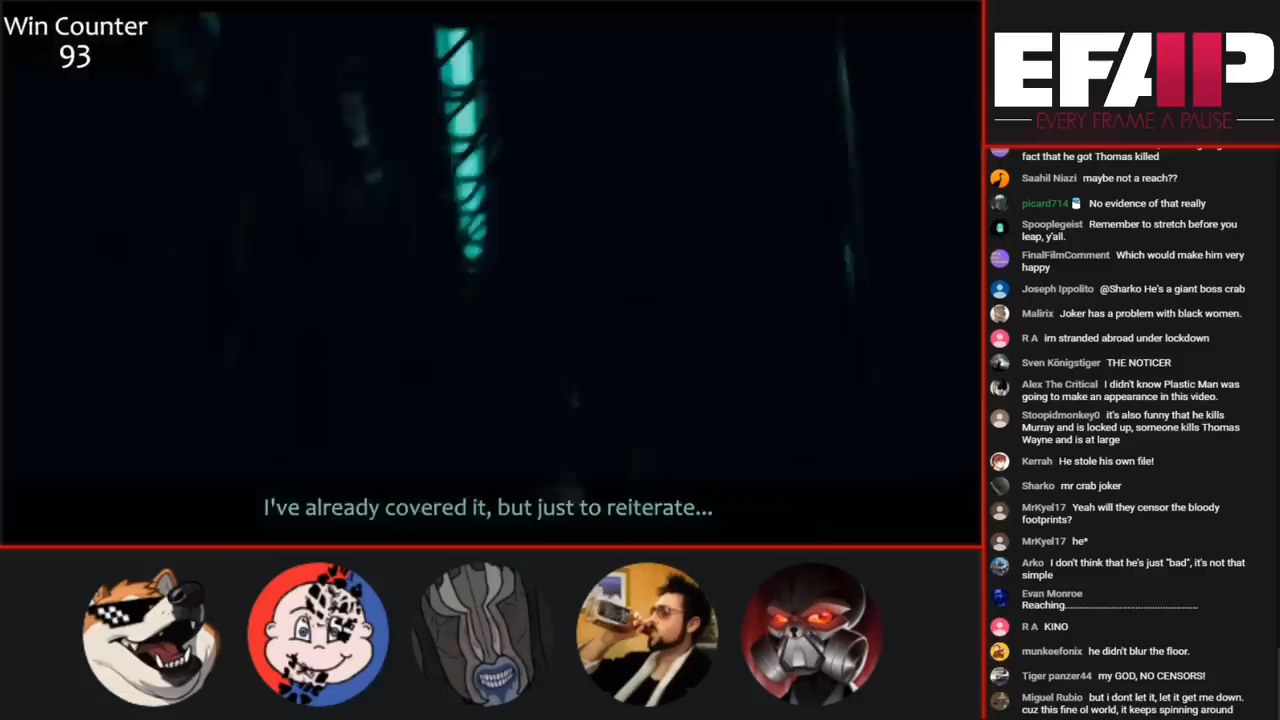 Win Counter
93
EFAP
EVERY FRAME A PAUSE
fact that he got Thomas killed
Saahil Niazi maybe not a reach??
picard714 No evidence of that really
Spooplegeist Remember to stretch before you
leap, y'all.
FinalFilmComment Which would make him very
happy
Joseph Ippolito @Sharko He's a giant boss crab
Malirix Joker has a problem with black women.
R A im stranded abroad under lockdown
Sven Königstiger THE NOTICER
Alex The Critical I didn't know Plastic Man was
going to make an appearance in this video.
Stoopidmonkey0 it's also funny that he kills
Murray and is locked up, someone kills Thomas
Wayne and is at large
Kerrah He stole his own file!
Sharko mr crab joker
MrKyel17 Yeah will they censor the bloody
footprints?
MrKyel17 he*
Arko I don't think that he's just "bad", it's not that
simple
Evan Monroe
Reaching.................................................
R A KINO
munkeefonix he didn't blur the floor.
Tiger panzer44 my GOD, NO CENSORS!
Miguel Rubio but i dont let it, let it get me down.
cuz this fine ol world, it keeps spinning around
I've already covered it, but just to reiterate...